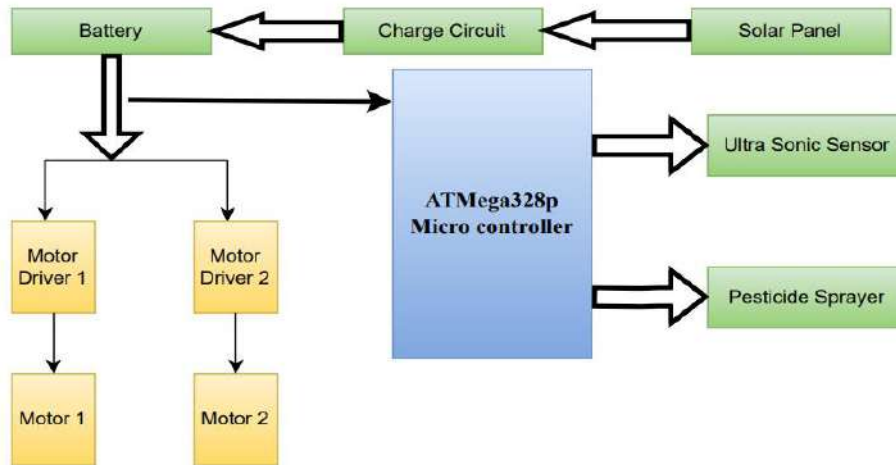 Battery
Charge Circuit
Solar Panel
Ultra Sonic Sensor
ATMega328p
Micro controller
Motor
Driver 1
Motor
Driver 2
Pesticide Sprayer
Motor 1
Motor 2